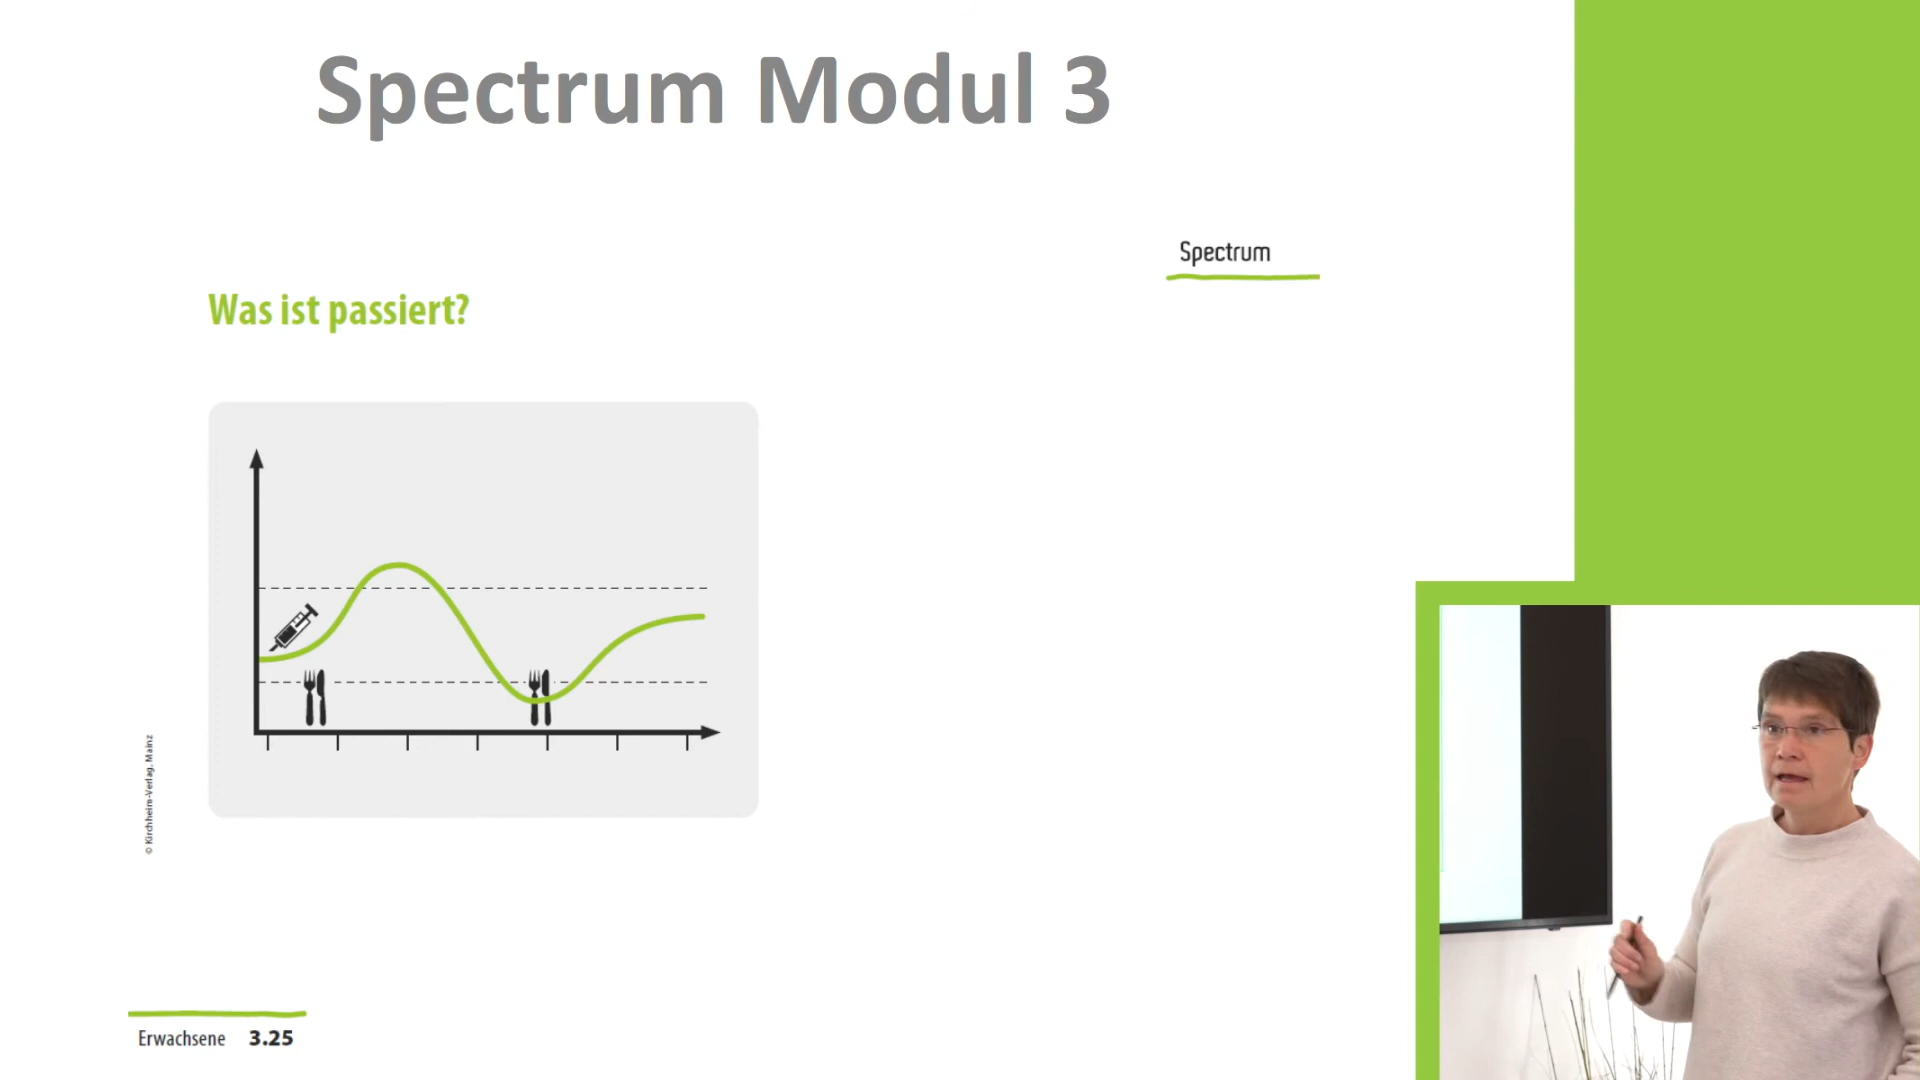 Spectrum Modul 3
Spectrum
Was ist passiert?
© Kirchheim-Verlag, Mainz
Erwachsene 3.25